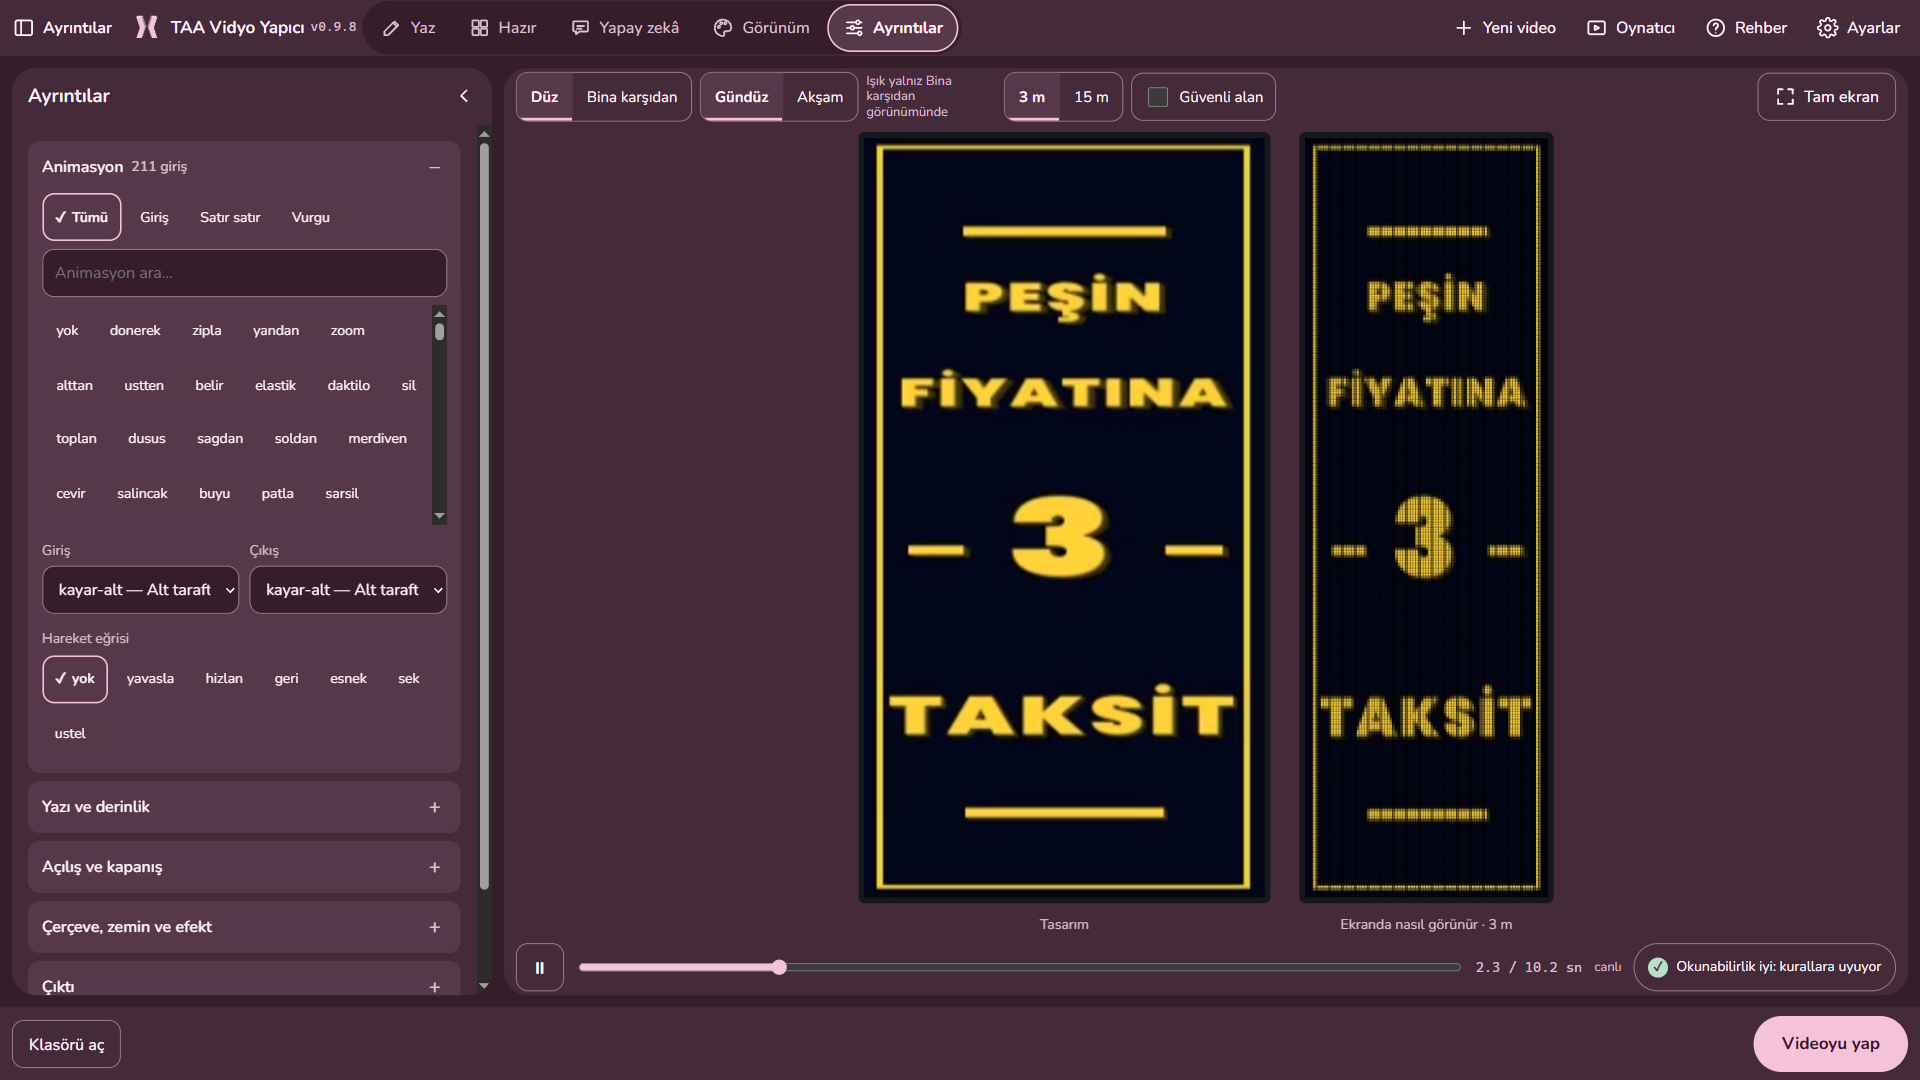 Ayrıntılar
TAA Vidyo Yapıcı v0.9.8
Yaz
Hazır
Yapay zekâ
Görünüm
Ayrıntılar
Yeni video
Oynatıcı
Rehber
Ayarlar
Ayrıntılar
Animasyon 211 giriş
Tümü Giriş Satır satır Vurgu
Animasyon ara...
yok donerek zipla yandan zoom
alttan ustten belir elastik daktilo sil
toplan dusus sagdan soldan merdiven
cevir salincak buyu patla sarsil
Giriş Çıkış
kayar-alt — Alt taraft kayar-alt — Alt taraft
Hareket eğrisi
yok yavasla hizlan geri esnek sek
ustel
Yazı ve derinlik
Açılış ve kapanış
Çerçeve, zemin ve efekt
Çıktı
Düz Bina karşıdan
Gündüz Akşam
Işık yalnız Bina
karşıdan
görünümünde
3 m 15 m
Güvenli alan
Tam ekran
PEŞİN
FİYATINA
3
TAKSİT
Tasarım
PEŞİN
FİYATINA
3
TAKSİT
Ekranda nasıl görünür · 3 m
2.3 / 10.2 sn canlı
Okunabilirlik iyi: kurallara uyuyor
Klasörü aç
Videoyu yap